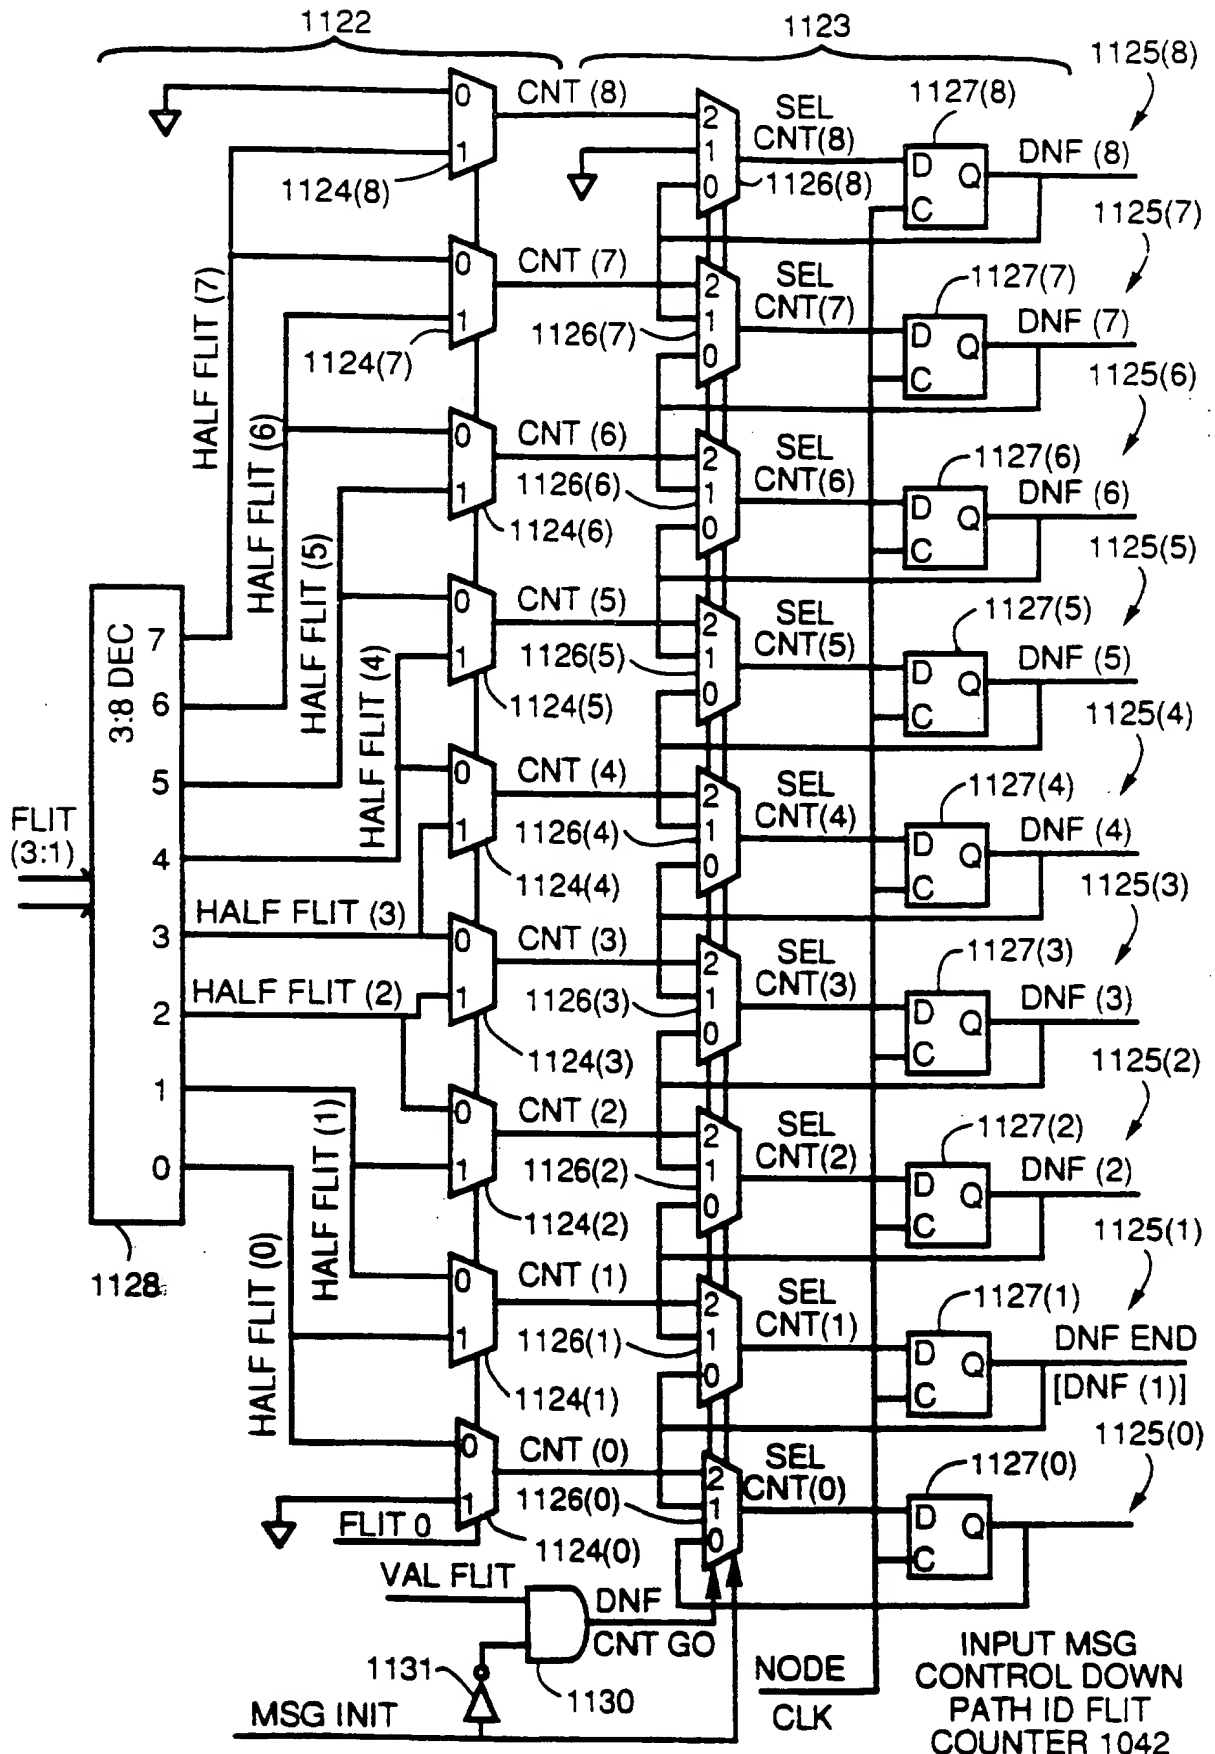 1122
1123
1125(8)
0
CNT (8)
2
SEL
CNT(8)
1127(8)
DNF (8)
1
1
D
Q
1124(8)
0
1126(8)
C
1125(7)
HALF FLIT (7)
0
CNT (7)
2
SEL
CNT(7)
1127(7)
DNF (7)
1
1126(7)
1
D
Q
1124(7)
0
C
1125(6)
HALF FLIT (6)
0
CNT (6)
2
SEL
CNT(6)
1127(6)
DNF (6)
1
1126(6)
1
D
Q
1124(6)
0
C
1125(5)
HALF FLIT (5)
0
CNT (5)
2
SEL
CNT(5)
1127(5)
DNF (5)
1
1126(5)
1
D
Q
1124(5)
0
C
1125(4)
3:8 DEC
7
6
5
4
3
2
1
0
HALF FLIT (4)
0
CNT (4)
2
SEL
CNT(4)
1127(4)
DNF (4)
1
1126(4)
1
D
Q
1124(4)
0
C
1125(3)
FLIT
(3:1)
HALF FLIT (3)
0
CNT (3)
2
SEL
CNT(3)
1127(3)
DNF (3)
HALF FLIT (2)
1
1126(3)
1
D
Q
1124(3)
0
C
1125(2)
0
CNT (2)
2
SEL
CNT(2)
1127(2)
DNF (2)
HALF FLIT (1)
1
1126(2)
1
D
Q
1124(2)
0
C
1125(1)
1128
HALF FLIT (0)
0
CNT (1)
2
SEL
CNT(1)
1127(1)
DNF END
[DNF (1)]
1
1126(1)
1
D
Q
1124(1)
0
C
1125(0)
0
CNT (0)
2
SEL
CNT(0)
1127(0)
1
1126(0)
1
D
Q
FLIT 0
1124(0)
0
C
VAL FLIT
DNF
CNT GO
1131
1130
NODE
CLK
MSG INIT
INPUT MSG
CONTROL DOWN
PATH ID FLIT
COUNTER 1042